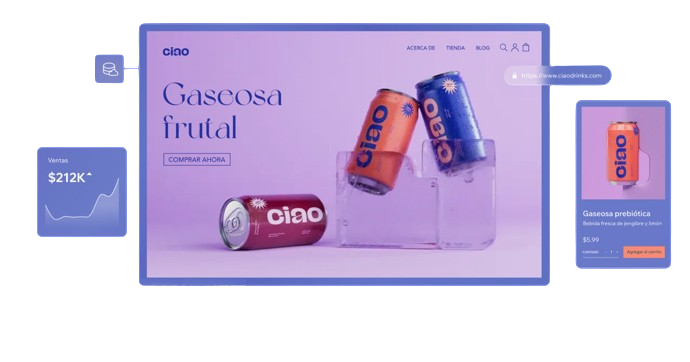 ciao
ACERCA DE TIENDA BLOG
https://www.ciaodrinks.com
Gaseosa
frutal
COMPRAR AHORA
ciao
ciao
ciao
Ventas
$212K
ciao
Gaseosa prebiótica
Bebida fresca de jengibre y limón
$5.99
1
Agregar al carrito